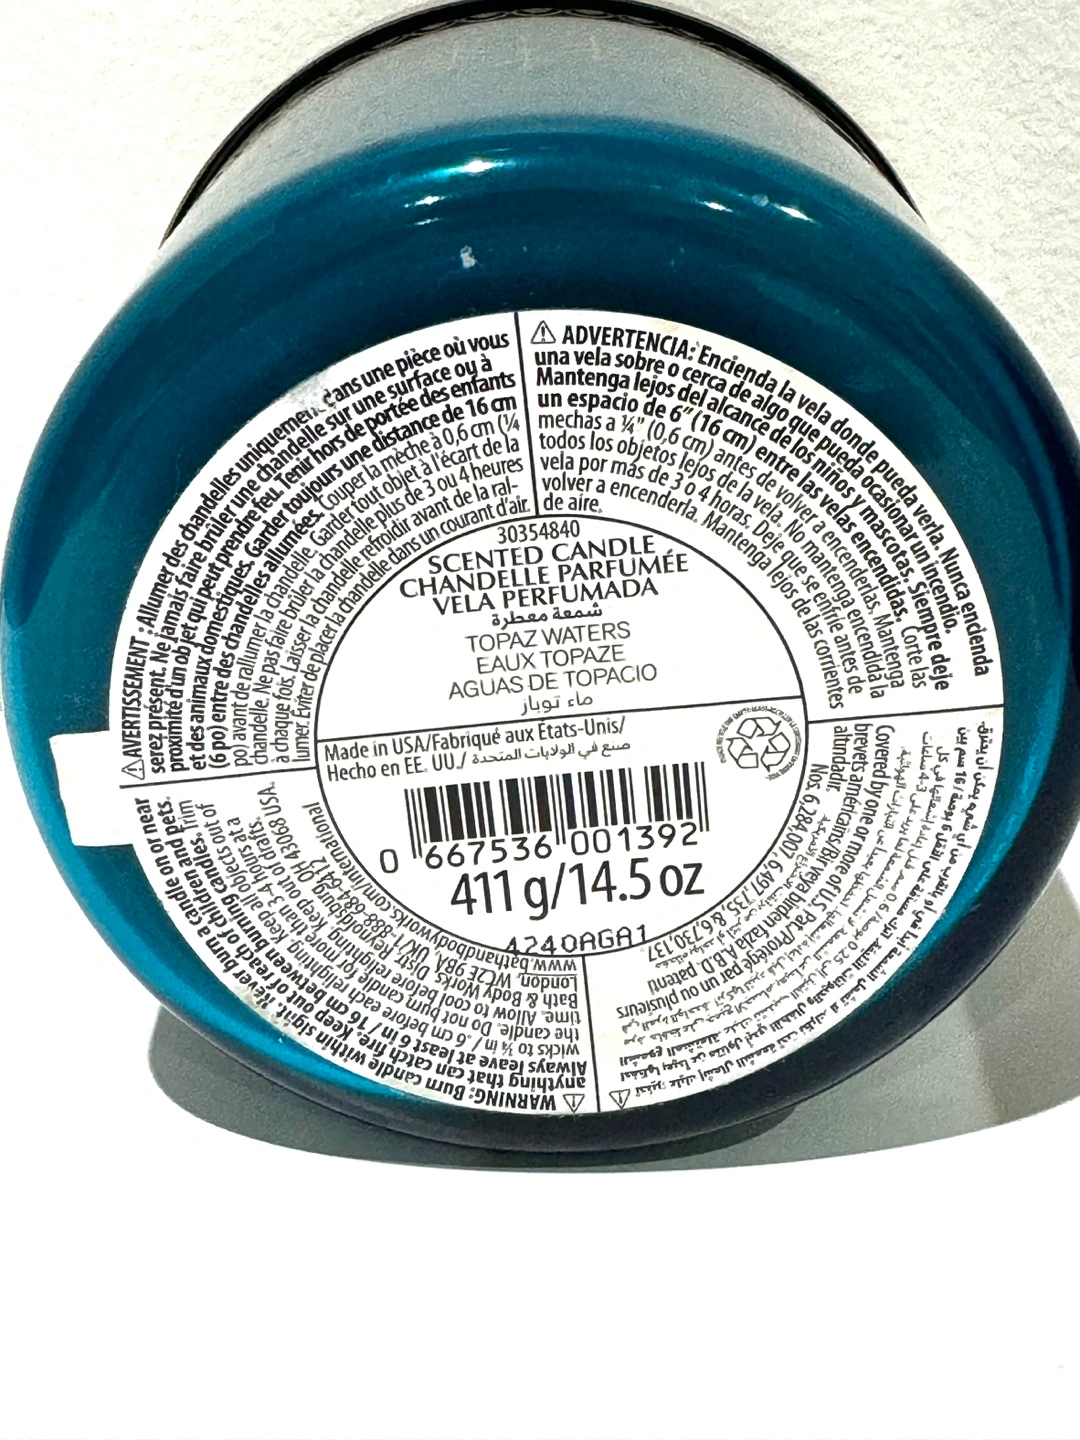 ⚠ AVERTISSEMENT : Allumer des chandelles uniquement dans une pièce où vous
serez présent. Ne jamais faire brûler une chandelle sur une surface ou à
proximité d'un objet qui peut prendre feu. Tenir hors de portée des enfants
et des animaux domestiques. Garder toujours une distance de 16 cm
(6 po) entre des chandelles allumées. Couper la mèche à 0,6 cm (¼
po) avant de rallumer la chandelle. Garder tout objet à l'écart de la
chandelle. Ne pas faire brûler la chandelle plus de 3 ou 4 heures
à chaque fois. Laisser la chandelle refroidir avant de la ral-
lumer. Éviter de placer la chandelle dans un courant d'air.
⚠ ADVERTENCIA: Encienda la vela donde pueda verla. Nunca encienda
una vela sobre o cerca de algo que pueda ocasionar un incendio.
Mantenga lejos del alcance de los niños y mascotas. Siempre deje
un espacio de 6" (16 cm) entre las velas encendidas. Corte las
mechas a ¼" (0,6 cm) antes de volver a encenderlas. Mantenga
todos los objetos lejos de la vela. No mantenga encendida la
vela por más de 3 o 4 horas. Deje que se enfríe antes de
volver a encenderla. Mantenga lejos de las corrientes
de aire.
30354840
SCENTED CANDLE
CHANDELLE PARFUMÉE
VELA PERFUMADA
شمعة معطرة
TOPAZ WATERS
EAUX TOPAZE
AGUAS DE TOPACIO
ماء توباز
Made in USA/Fabriqué aux États-Unis/
Hecho en EE. UU./ صنع في الولايات المتحدة
0 667536 001392
411 g/14.5 oz
4240AGA1
⚠ WARNING: Burn candle within sight. Never burn a candle on or near
anything that can catch fire. Keep out of reach of children and pets.
Always leave at least 6 in / 16 cm between burning candles. Trim
wicks to ¼ in / .6 cm before each relighting. Keep all objects out of
the candle. Do not burn candle for more than 3-4 hours at a
time. Allow to cool before relighting. Keep out of drafts.
Bath & Body Works, Distr., Reynoldsburg, OH 43068 USA.
London, WC2E 9BA, UK/1-888-684-6412
www.bathandbodyworks.com/international
Covered by one or more of U.S. Pat./Protégé par un ou plusieurs
brevets américains/Breyya fordert fazla A.B.D. patenti
altındadır.
Nos. 6,284,007, 6,497,735, & 6,730,137